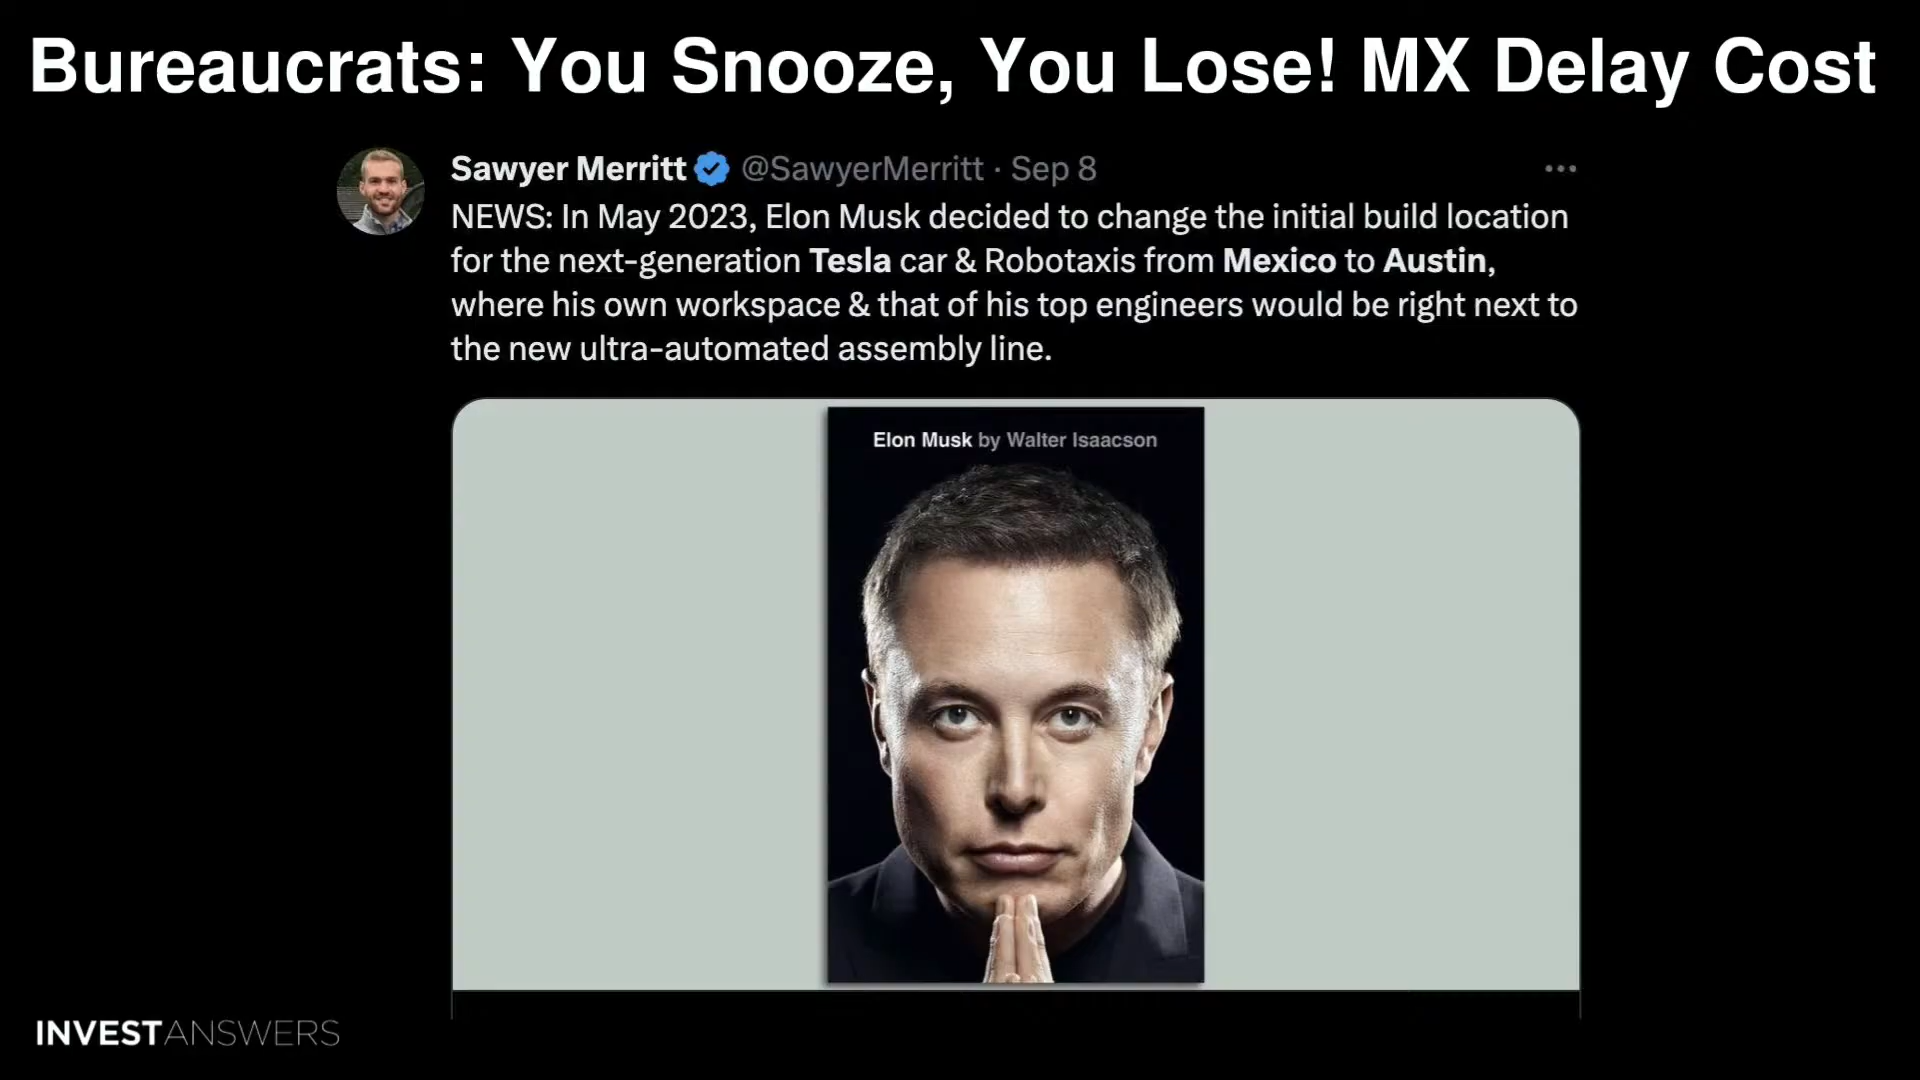 Bureaucrats: You Snooze, You Lose! MX Delay Cost
Sawyer Merritt @SawyerMerritt · Sep 8
NEWS: In May 2023, Elon Musk decided to change the initial build location
for the next-generation Tesla car & Robotaxis from Mexico to Austin,
where his own workspace & that of his top engineers would be right next to
the new ultra-automated assembly line.
Elon Musk by Walter Isaacson
INVESTANSWERS